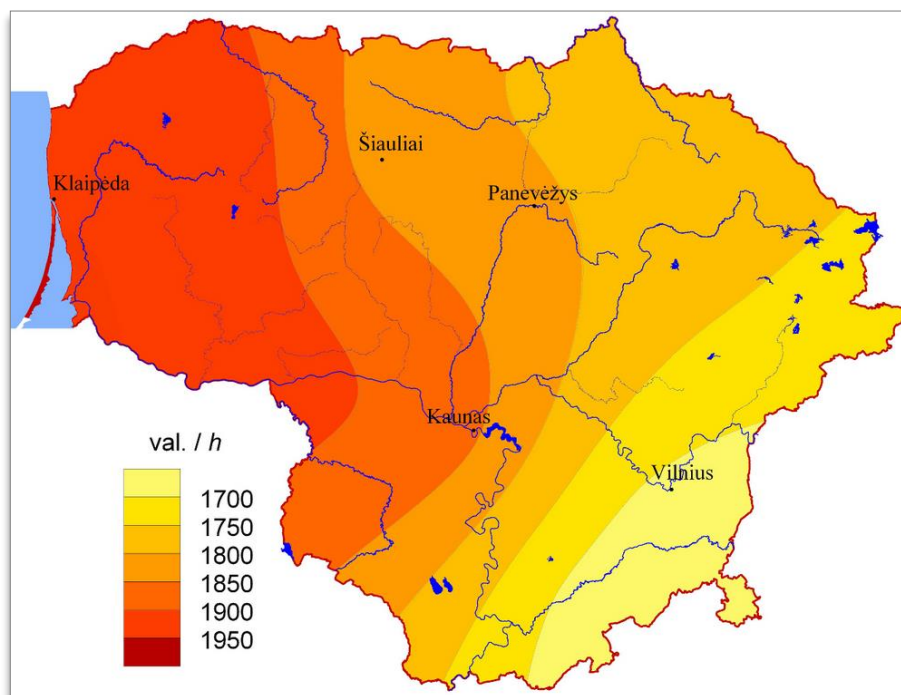 Šiauliai
Klaipėda
Panevėžys
Kaunas
val. / h
Vilnius
1700
1750
1800
1850
1900
1950